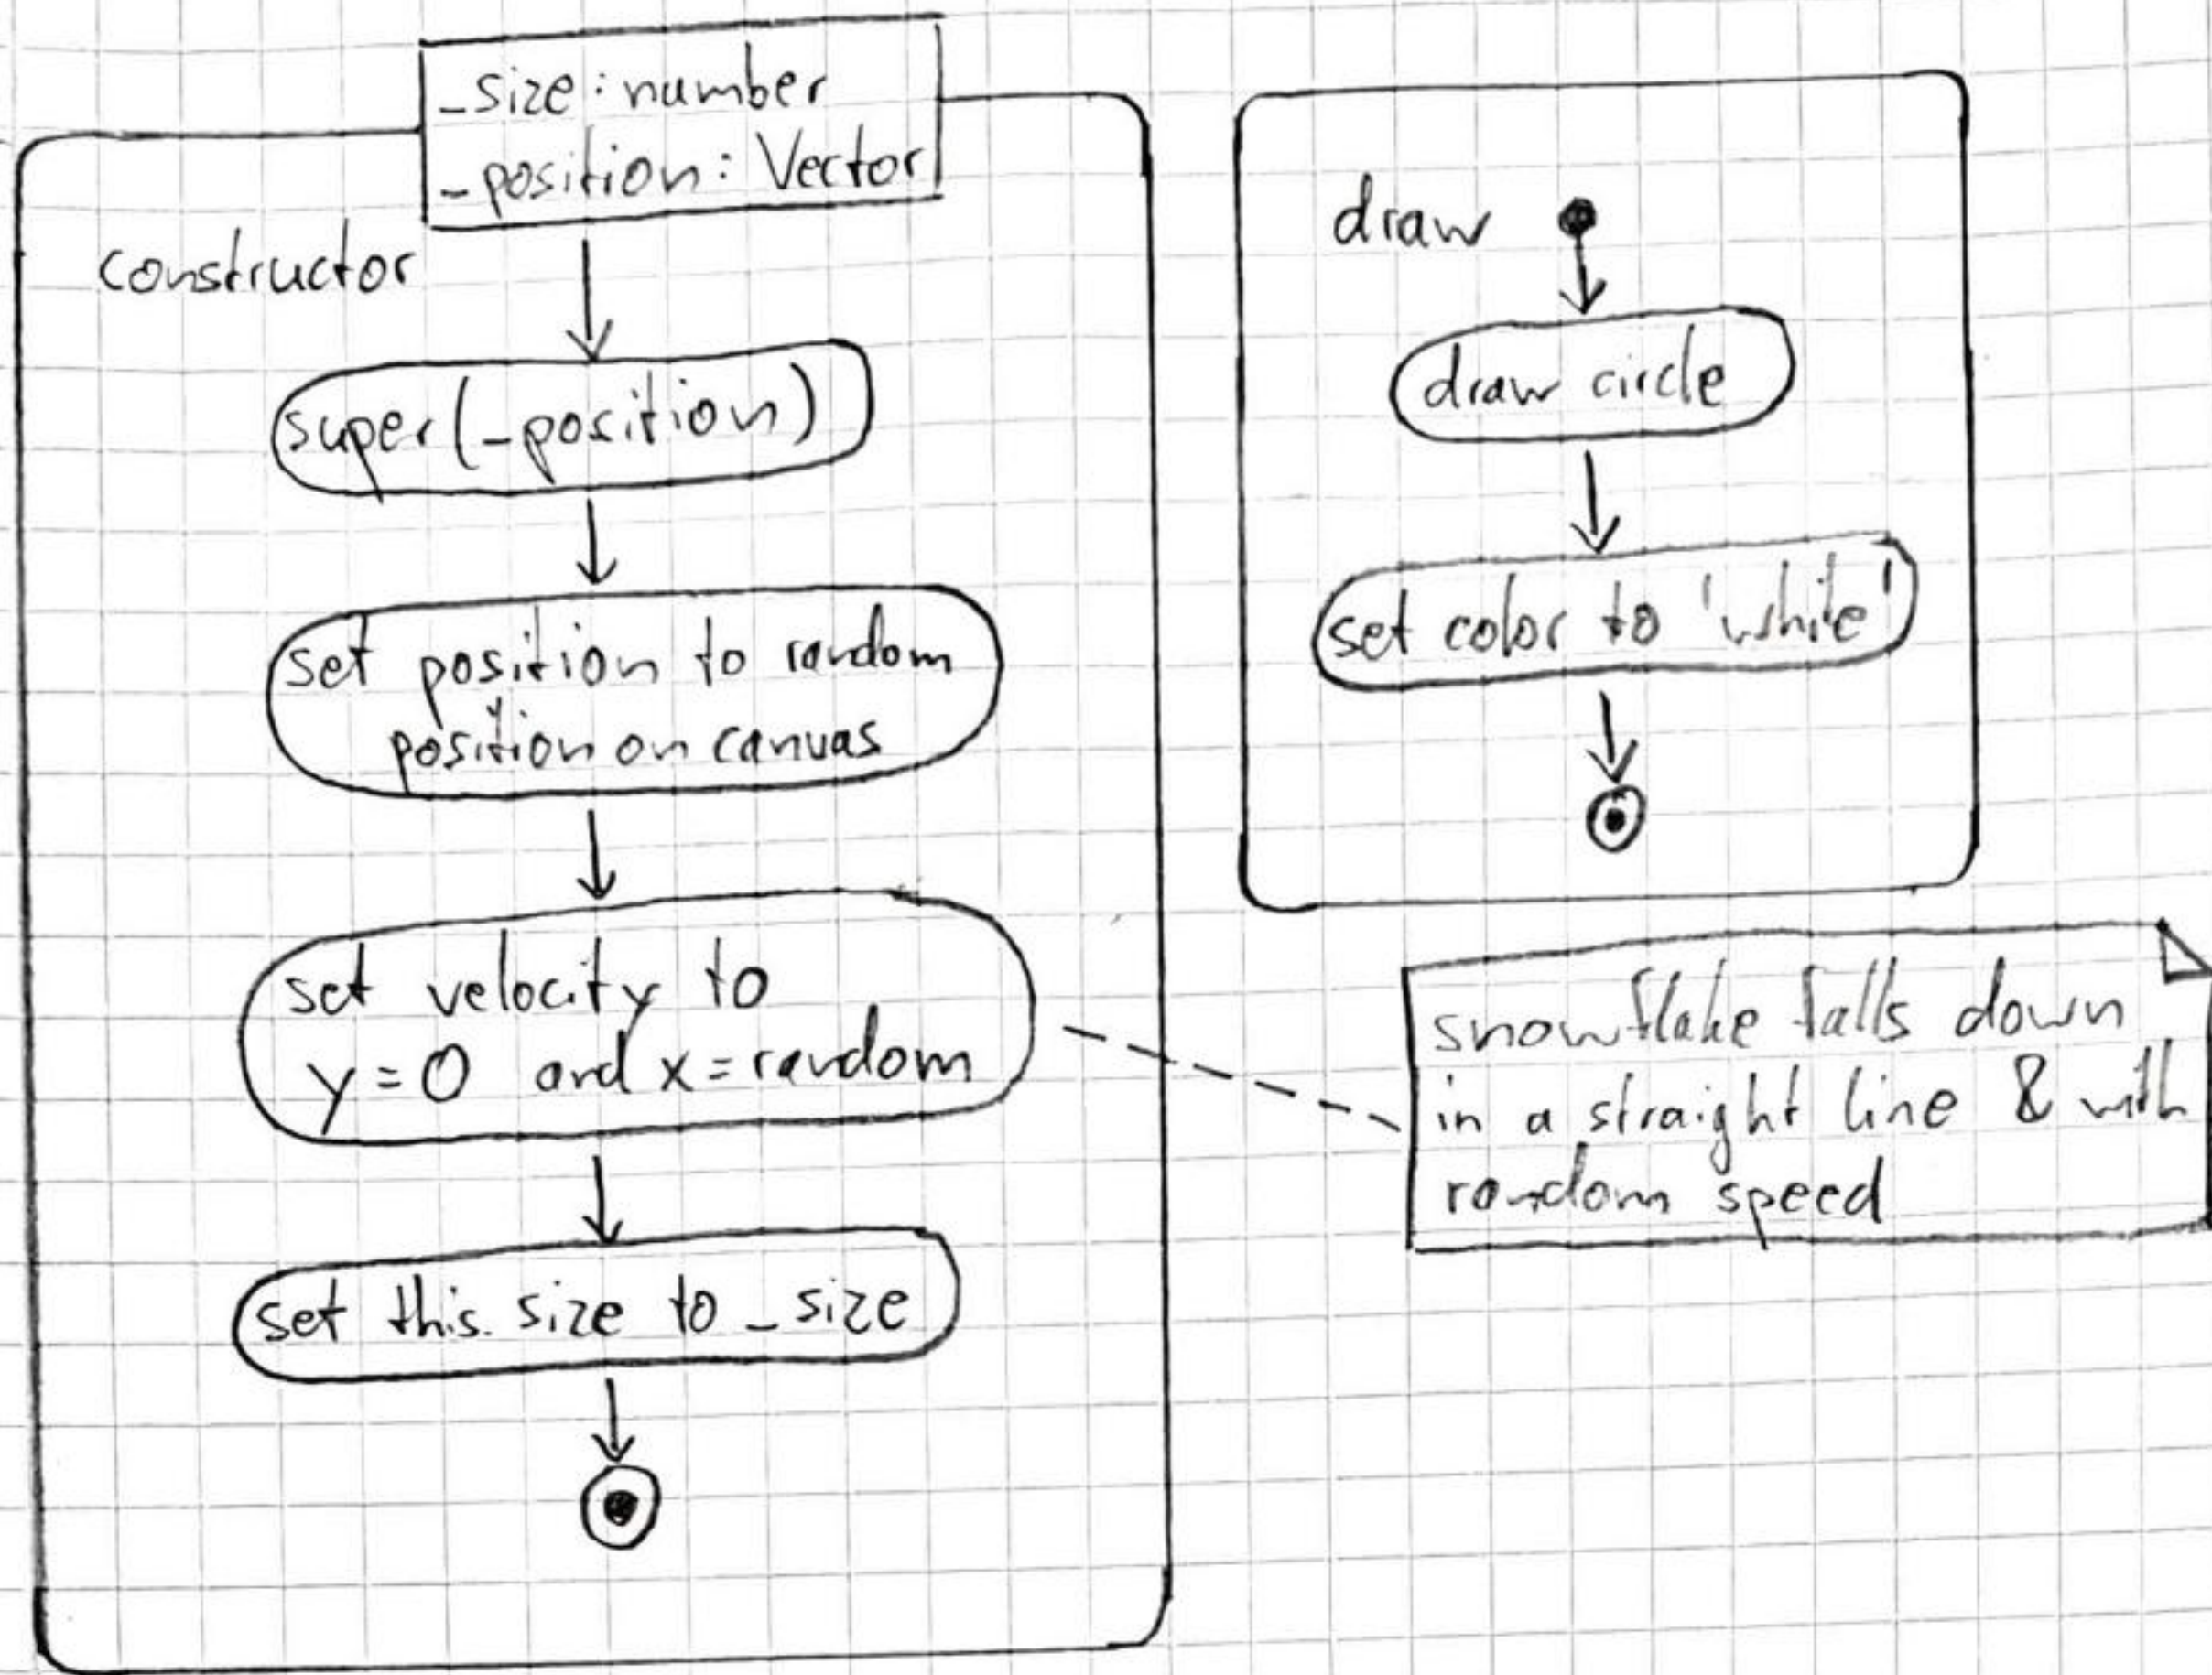 _size: number
_position: Vector
constructor
super(_position)
set position to random
position on canvas
set velocity to
y=0 and x=random
set this.size to _size
draw
draw circle
set color to 'white'
snowflake falls down
in a straight line & with
random speed